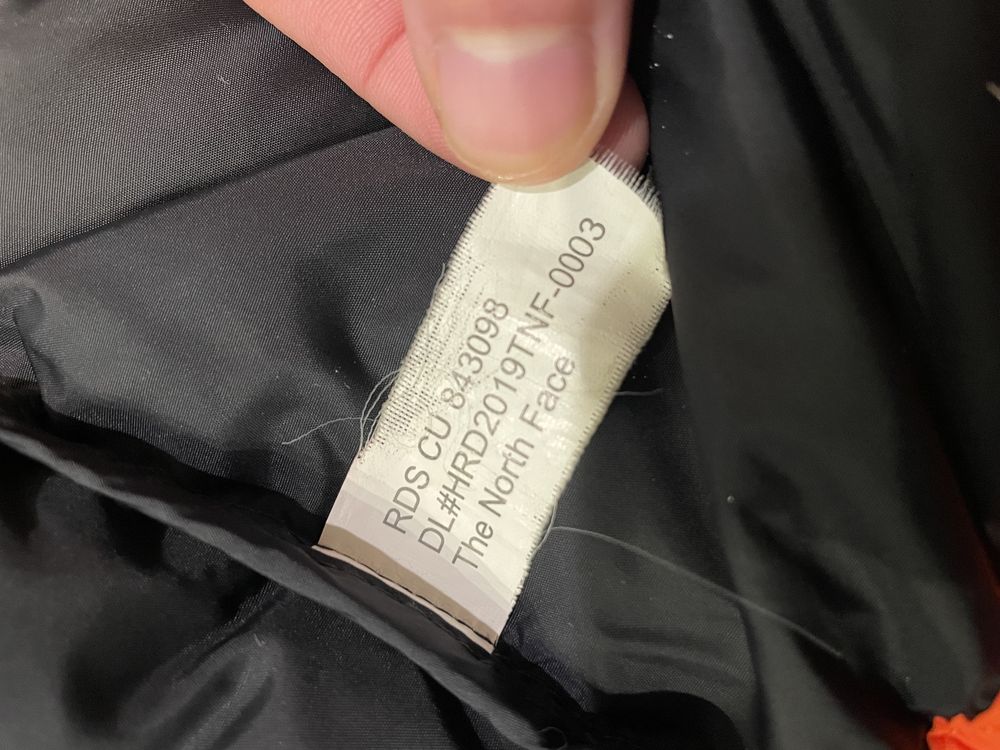 RDS CU 843098
DL#HRD2019TNF-0003
The North Face